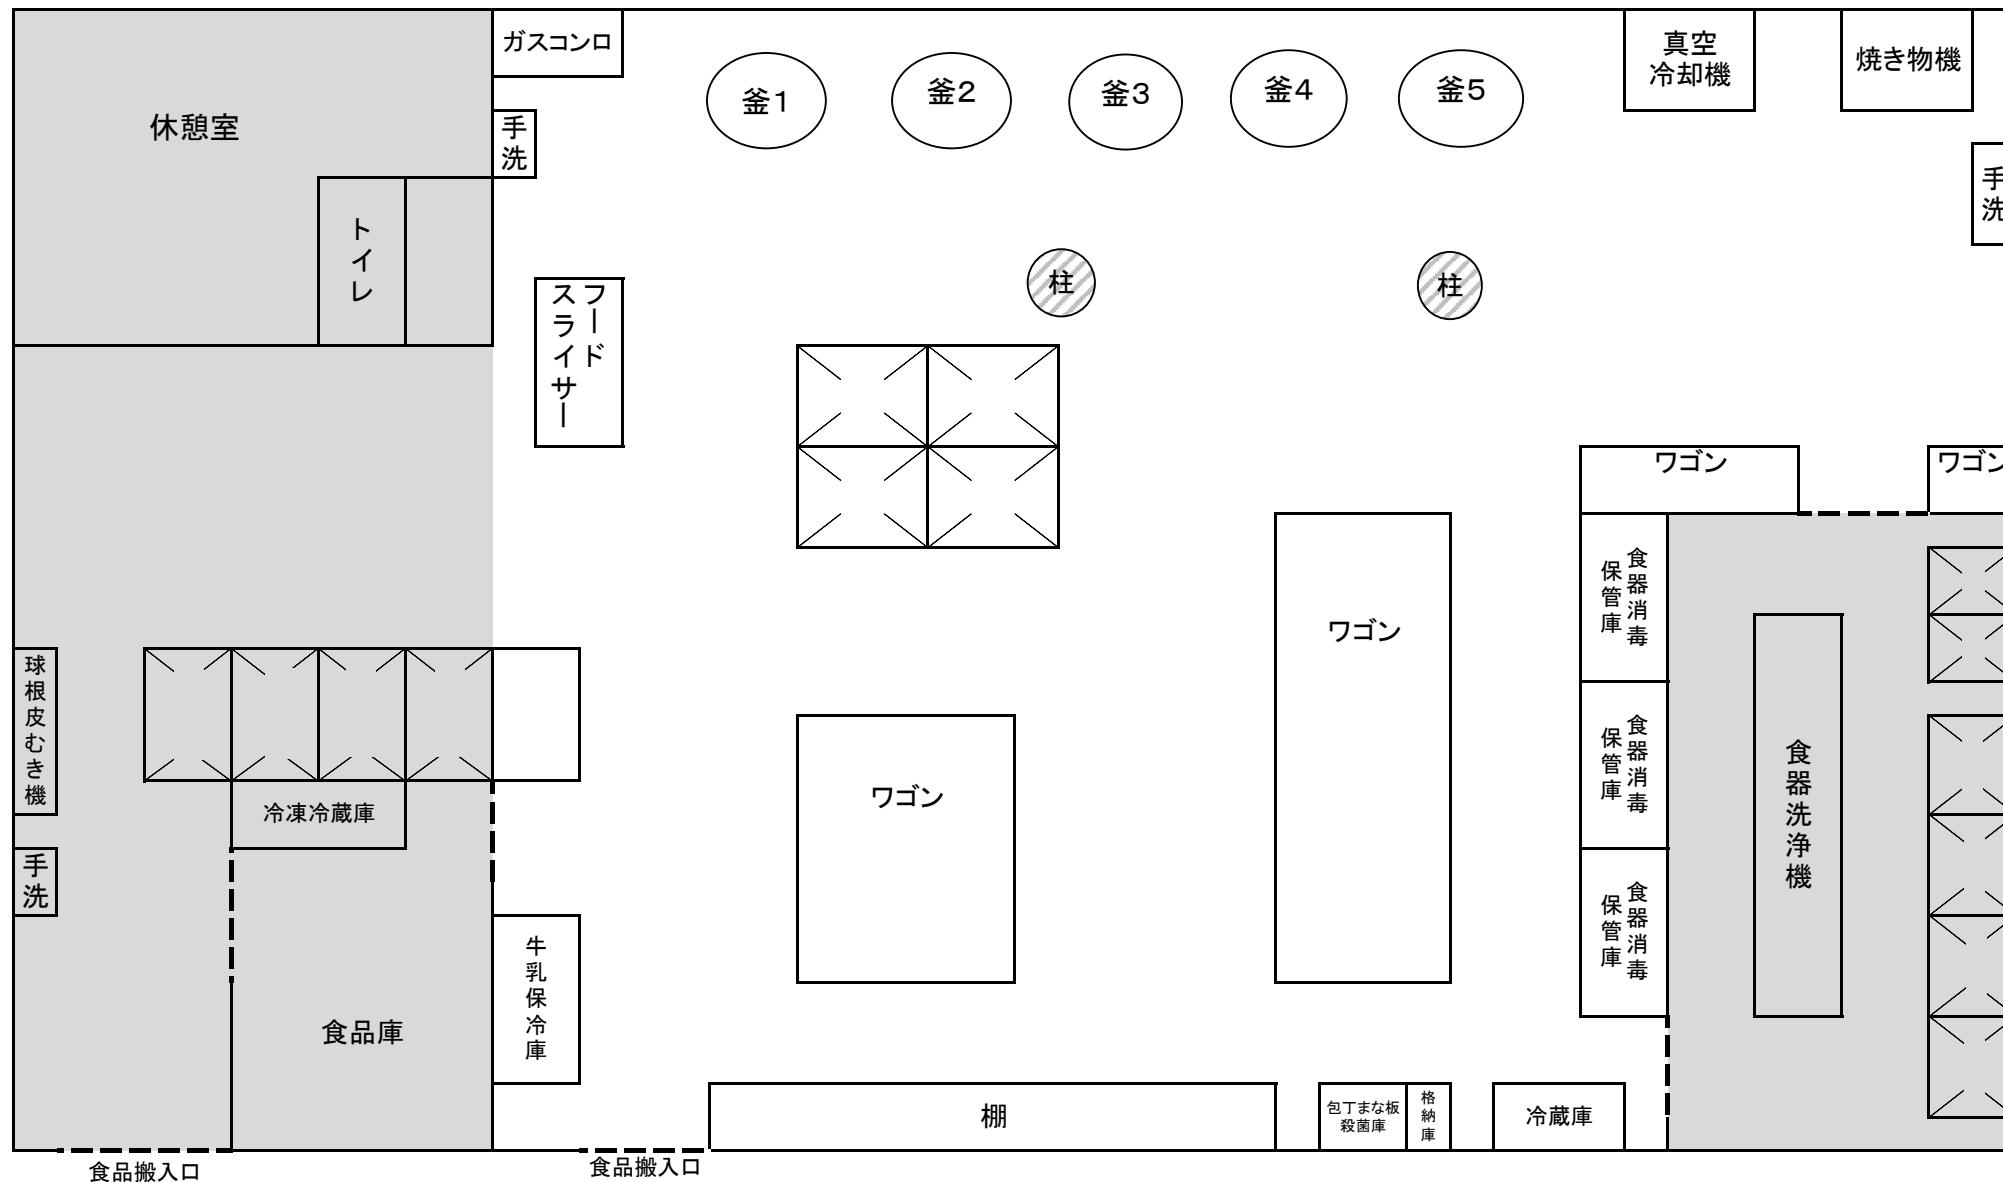 ガスコンロ
釜1
釜2
釜3
釜4
釜5
真空
冷却機
焼き物機
休憩室
手洗
手洗
トイレ
フード
スライサー
柱
柱
ワゴン
ワゴン
ワゴン
ワゴン
食器消毒
保管庫
食器消毒
保管庫
食器消毒
保管庫
食器洗浄機
球根皮むき機
冷凍冷蔵庫
手洗
牛乳保冷庫
食品庫
棚
包丁まな板
殺菌庫
格納庫
冷蔵庫
食品搬入口
食品搬入口